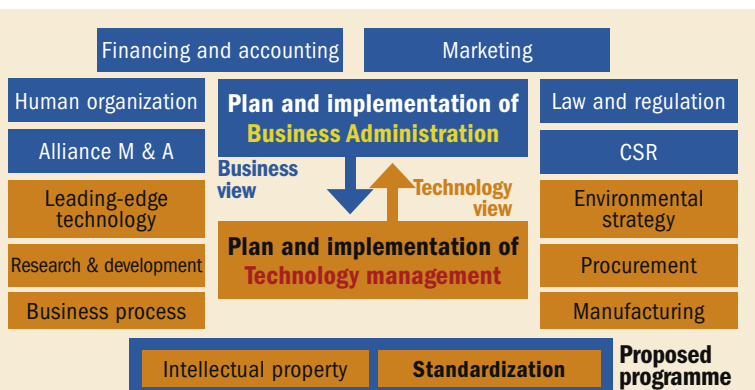 Financing and accounting
Marketing
Human organization
Plan and implementation of
Business Administration
Law and regulation
Alliance M & A
CSR
Business
view
Technology
view
Leading-edge
technology
Environmental
strategy
Plan and implementation of
Technology management
Research & development
Procurement
Business process
Manufacturing
Intellectual property
Standardization
Proposed
programme